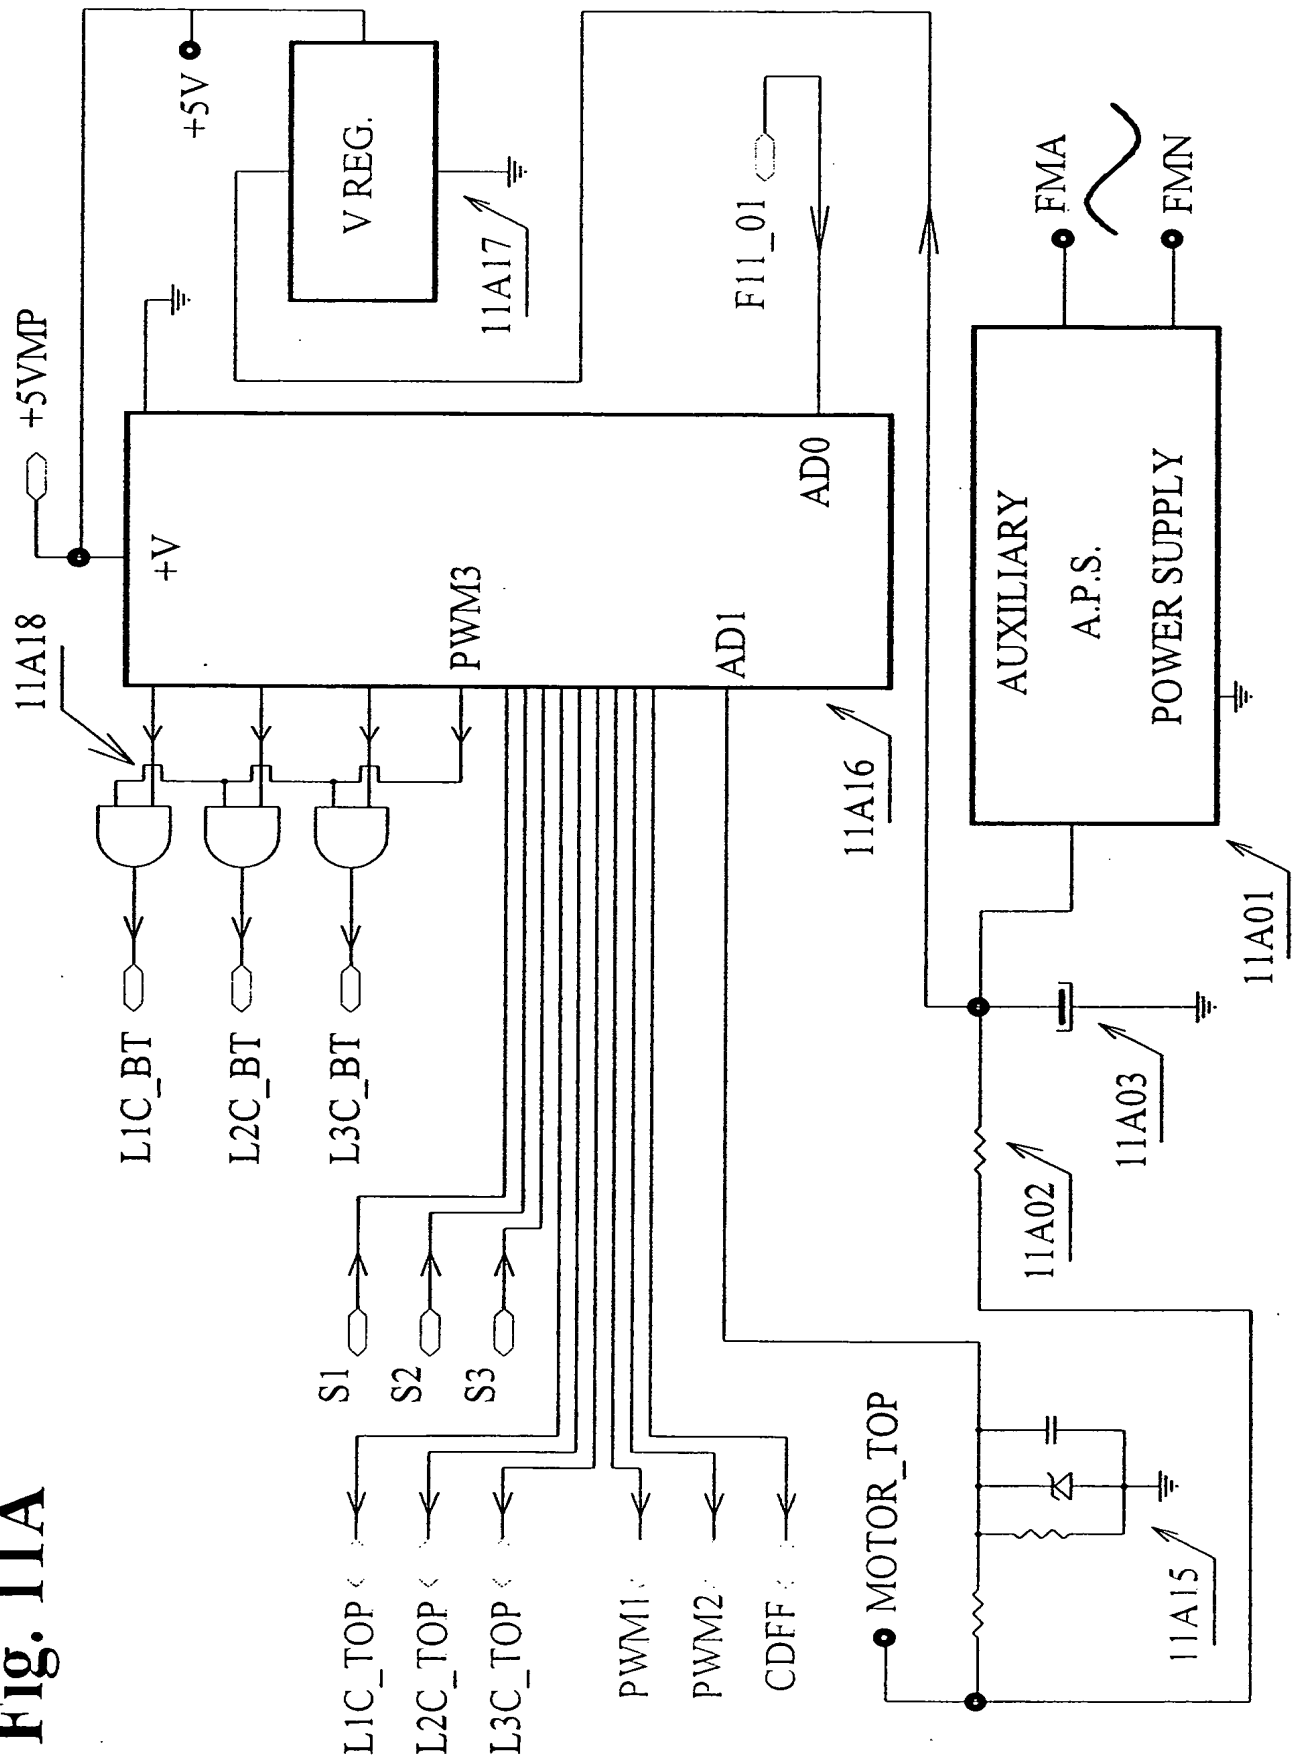 Fig. 11A
L1C_TOP
L2C_TOP
L3C_TOP
PWM1
PWM2
CDFF
MOTOR_TOP
11A15
S1
S2
S3
L1C_BT
L2C_BT
L3C_BT
11A02
11A03
11A01
11A18
11A16
+V
PWM3
AD1
AD0
+5VMP
AUXILIARY
A.P.S.
POWER SUPPLY
+5V
V REG.
11A17
F11_01
FMA
FMN